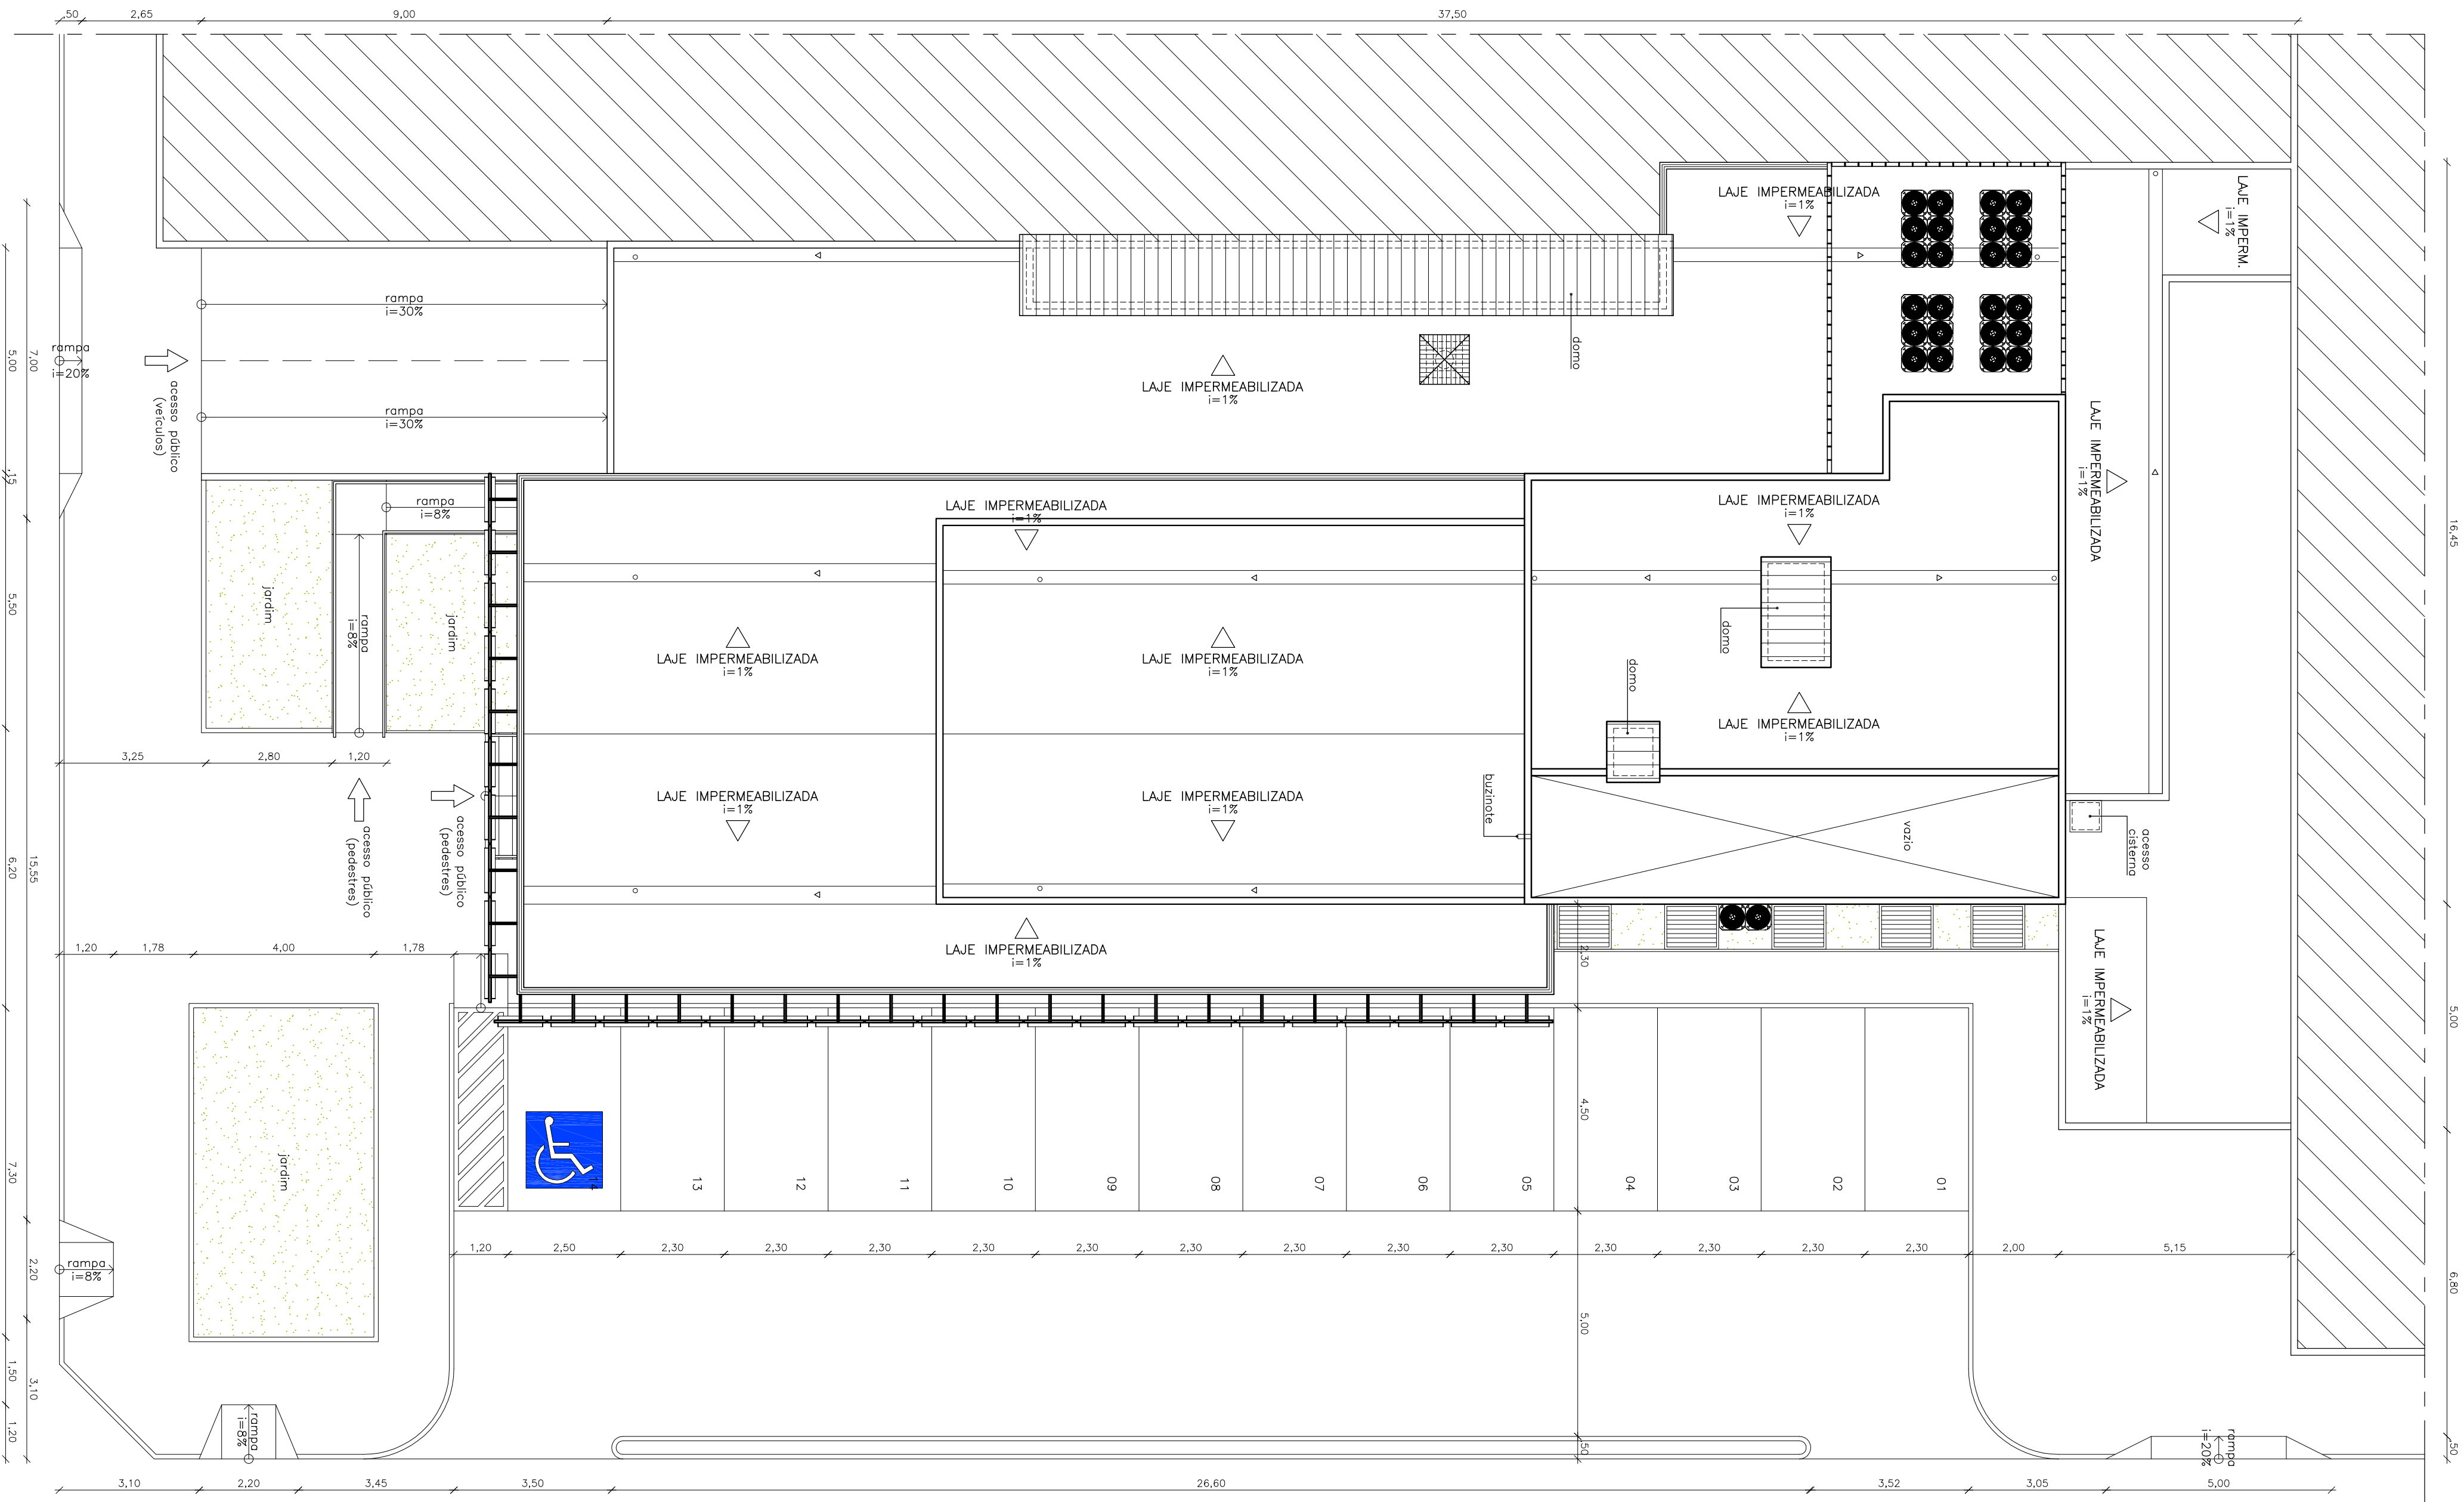 ,50
2,65
9,00
37,50
LAJE IMPERMEABILIZADA
i=1%
LAJE IMPERM.
i=1%
rampa
i=30%
domo
rampa
i=20%
acesso público
(veículos)
rampa
i=30%
LAJE IMPERMEABILIZADA
i=1%
LAJE IMPERMEABILIZADA
i=1%
7,00
5,00
,15
16,45
rampa
i=8%
LAJE IMPERMEABILIZADA
i=1%
LAJE IMPERMEABILIZADA
i=1%
jardim
rampa
i=8%
jardim
5,50
LAJE IMPERMEABILIZADA
i=1%
LAJE IMPERMEABILIZADA
i=1%
domo
domo
LAJE IMPERMEABILIZADA
i=1%
3,25
2,80
1,20
LAJE IMPERMEABILIZADA
i=1%
LAJE IMPERMEABILIZADA
i=1%
buzinote
vazio
acesso
cisterna
acesso público
(pedestres)
acesso público
(pedestres)
15,55
6,20
1,20
1,78
4,00
1,78
LAJE IMPERMEABILIZADA
i=1%
2,30
LAJE IMPERMEABILIZADA
i=1%
5,00
4,50
jardim
7,30
14
13
12
11
10
09
08
07
06
05
04
03
02
01
1,20
2,50
2,30
2,30
2,30
2,30
2,30
2,30
2,30
2,30
2,30
2,30
2,30
2,30
2,30
2,00
5,15
rampa
i=8%
2,20
6,80
5,00
1,50
3,10
1,20
rampa
i=8%
,50
rampa
i=20%
,50
3,10
2,20
3,45
3,50
26,60
3,52
3,05
5,00